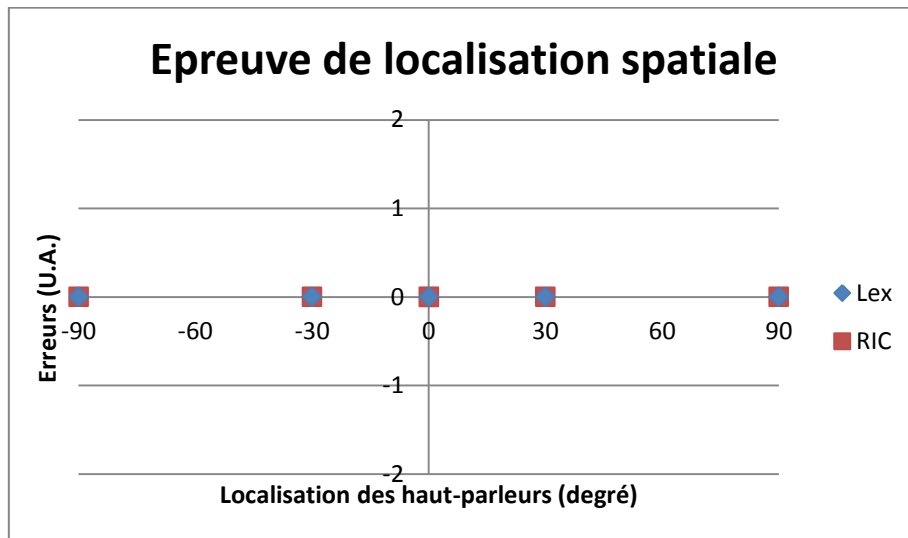 Epreuve de localisation spatiale
2
1
0
-1
-2
Erreurs (U.A.)
-90 -60 -30 0 30 60 90
Localisation des haut-parleurs (degré)
Lex
RIC